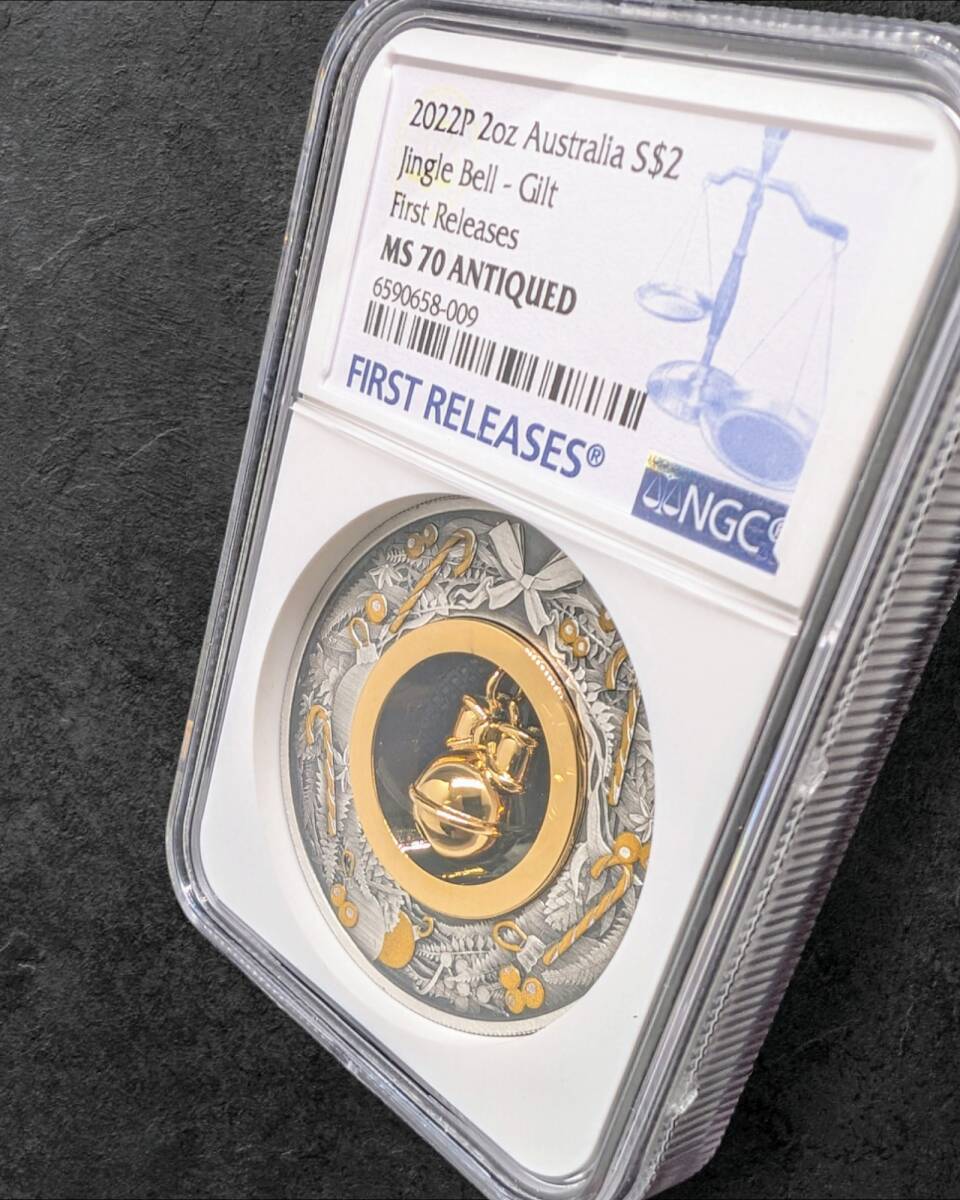 2022P 2oz Australia S$2
Jingle Bell - Gilt
First Releases
MS 70 ANTIQUED
6590658-009
FIRST RELEASES®
NGC®